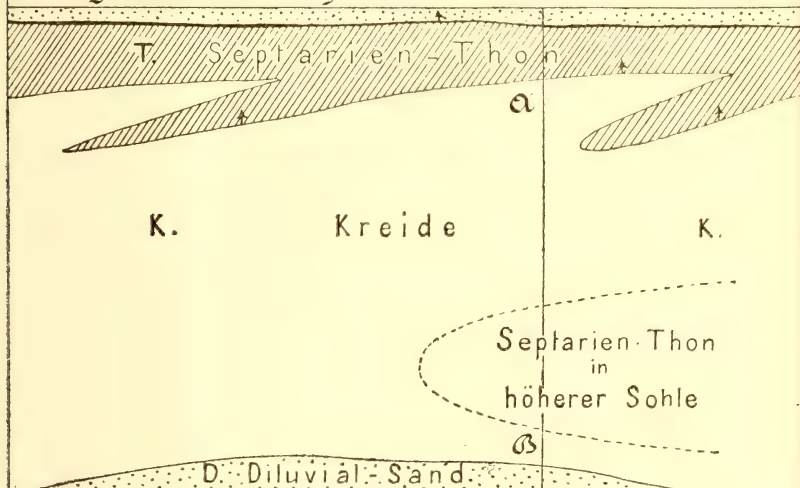 T. Septarien-Thon
a
K. Kreide K.
Septarien-Thon
in
höherer Sohle
B
D. Diluvial-Sand.